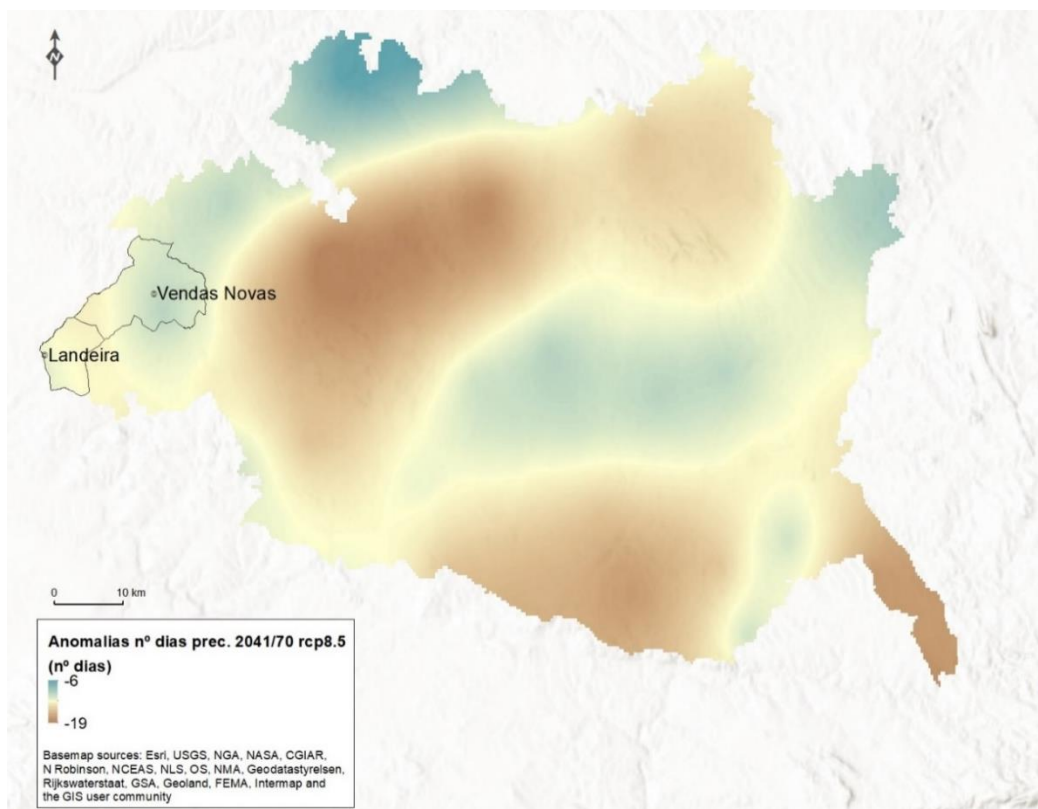 N
Vendas Novas
Landeira
0 10 km
Anomalias nº dias prec. 2041/70 rcp8.5
(nº dias)
-6
-19
Basemap sources: Esri, USGS, NGA, NASA, CGIAR,
N Robinson, NCEAS, NLS, OS, NMA, Geodatastyrelsen,
Rijkswaterstaat, GSA, Geoland, FEMA, Intermap and
the GIS user community